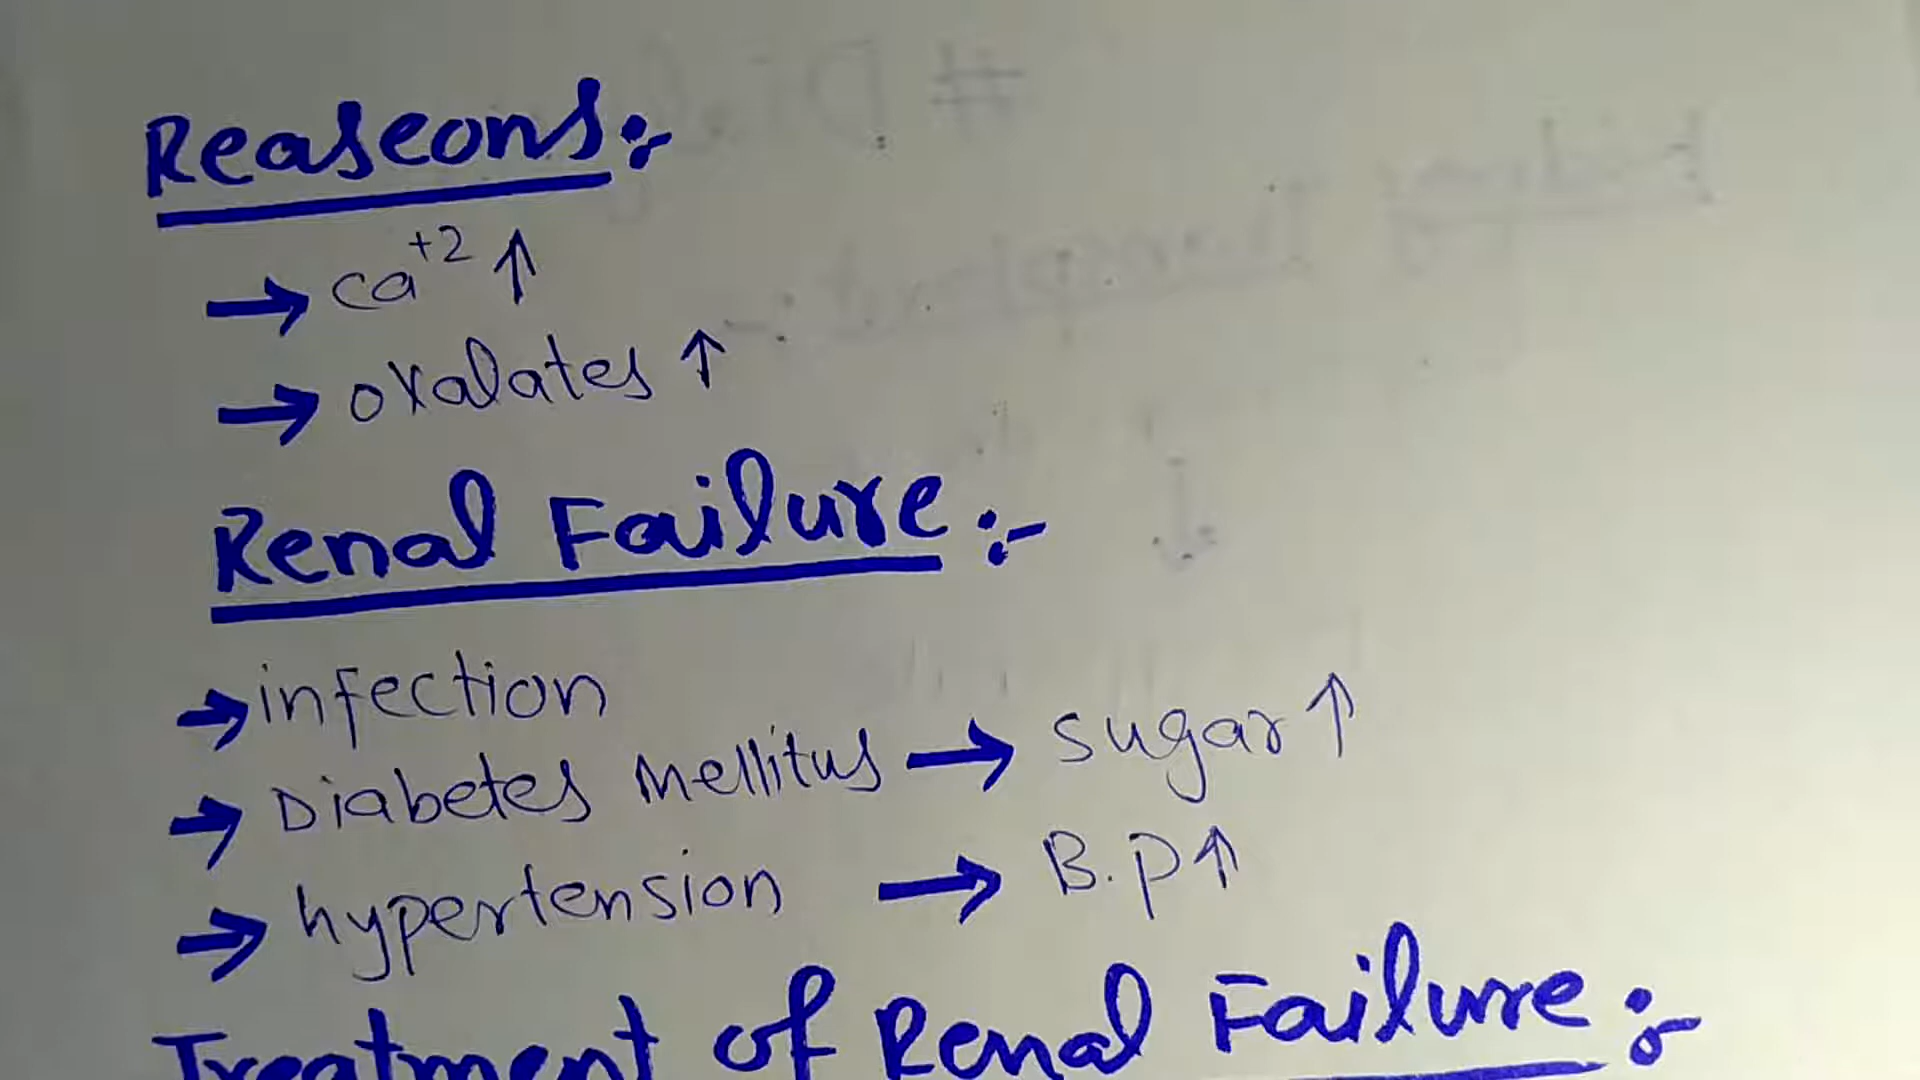 Reaseons:-
→ Ca+2 ↑
→ oxalates ↑
Renal Failure :-
→ infection
→ Diabetes Mellitus → sugar ↑
→ hypertension → B.P ↑
Treatment of Renal Failure :-